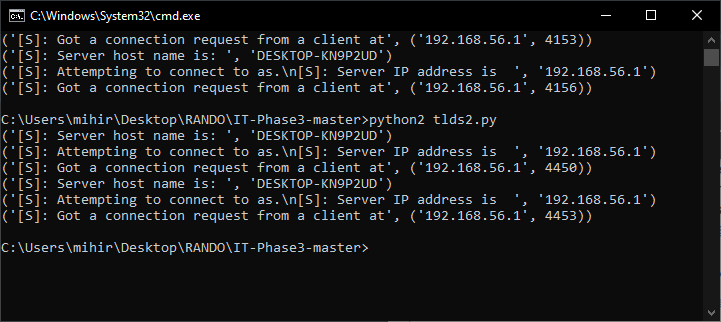 C:\Windows\System32\cmd.exe
('[S]: Got a connection request from a client at', ('192.168.56.1', 4153))
('[S]: Server host name is: ', 'DESKTOP-KN9P2UD')
('[S]: Attempting to connect to as.\n[S]: Server IP address is  ', '192.168.56.1')
('[S]: Got a connection request from a client at', ('192.168.56.1', 4156))
C:\Users\mihir\Desktop\RANDO\IT-Phase3-master>python2 tlds2.py
('[S]: Server host name is: ', 'DESKTOP-KN9P2UD')
('[S]: Attempting to connect to as.\n[S]: Server IP address is  ', '192.168.56.1')
('[S]: Got a connection request from a client at', ('192.168.56.1', 4450))
('[S]: Server host name is: ', 'DESKTOP-KN9P2UD')
('[S]: Attempting to connect to as.\n[S]: Server IP address is  ', '192.168.56.1')
('[S]: Got a connection request from a client at', ('192.168.56.1', 4453))
C:\Users\mihir\Desktop\RANDO\IT-Phase3-master>